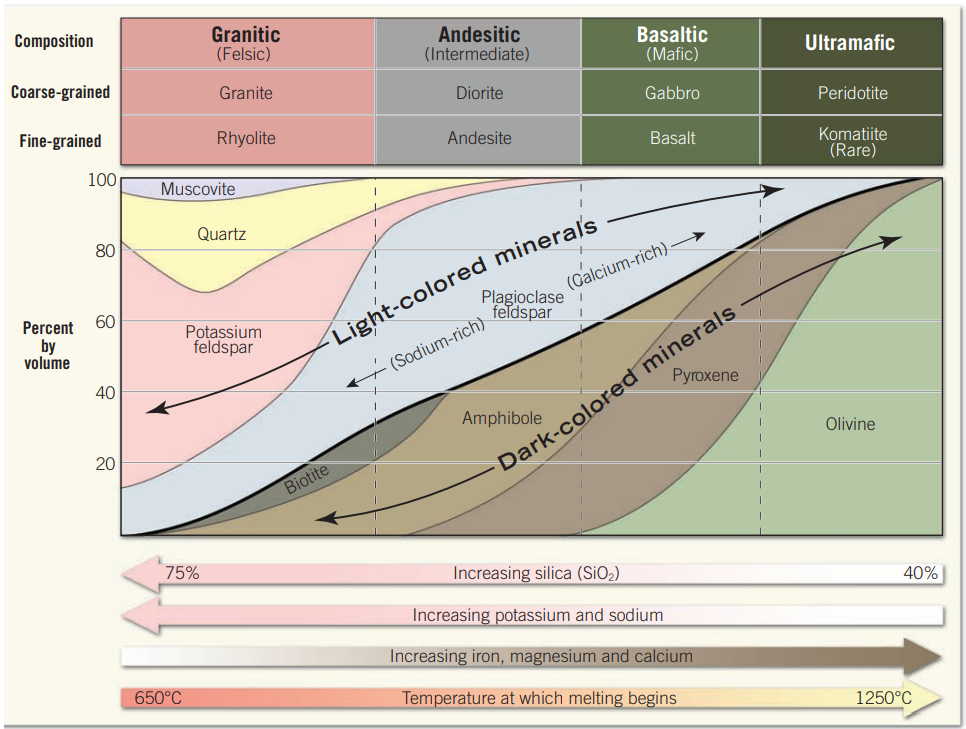 Composition
Granitic
(Felsic)
Andesitic
(Intermediate)
Basaltic
(Mafic)
Ultramafic
Coarse-grained
Granite
Diorite
Gabbro
Peridotite
Fine-grained
Rhyolite
Andesite
Basalt
Komatiite
(Rare)
100
80
60
40
20
Percent
by
volume
Muscovite
Quartz
Potassium
feldspar
Light-colored minerals
(Calcium-rich)
Plagioclase
feldspar
(Sodium-rich)
Dark-colored minerals
Pyroxene
Amphibole
Olivine
Biotite
75%
Increasing silica (SiO₂)
40%
Increasing potassium and sodium
Increasing iron, magnesium and calcium
650°C
Temperature at which melting begins
1250°C